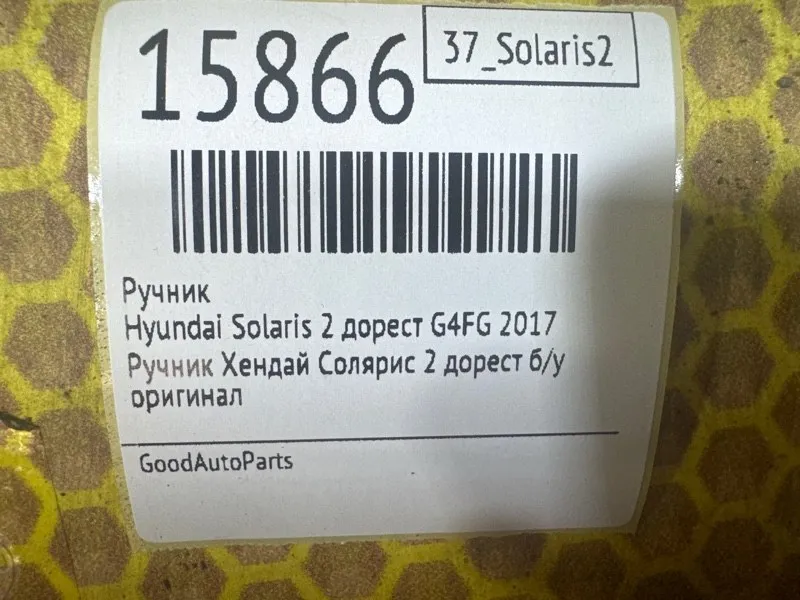 15866
37_Solaris2
Ручник
Hyundai Solaris 2 дорест G4FG 2017
Ручник Хендай Солярис 2 дорест б/у
оригинал
GoodAutoParts